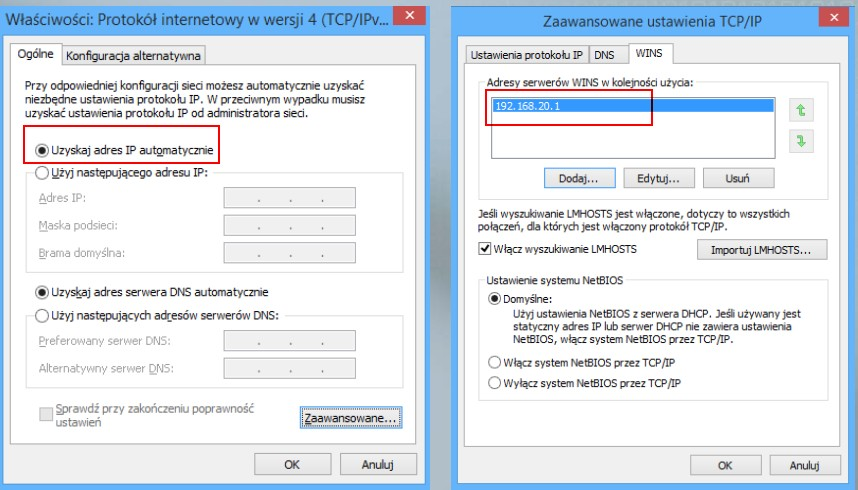 Właściwości: Protokół internetowy w wersji 4 (TCP/IPv...
Ogólne
Konfiguracja alternatywna
Przy odpowiedniej konfiguracji sieci możesz automatycznie uzyskać
niezbędne ustawienia protokołu IP. W przeciwnym wypadku musisz
uzyskać ustawienia protokołu IP od administratora sieci.
Uzyskaj adres IP automatycznie
Użyj następującego adresu IP:
Adres IP:
Maska podsieci:
Brama domyślna:
Uzyskaj adres serwera DNS automatycznie
Użyj następujących adresów serwerów DNS:
Preferowany serwer DNS:
Alternatywny serwer DNS:
Sprawdź przy zakończeniu poprawność
ustawień
Zaawansowane...
OK
Anuluj
Zaawansowane ustawienia TCP/IP
Ustawienia protokołu IP
DNS
WINS
Adresy serwerów WINS w kolejności użycia:
192.168.20.1
Dodaj...
Edytuj...
Usuń
Jeśli wyszukiwanie LMHOSTS jest włączone, dotyczy to wszystkich
połączeń, dla których jest włączony protokół TCP/IP.
Włącz wyszukiwanie LMHOSTS
Importuj LMHOSTS...
Ustawienie systemu NetBIOS
Domyślne:
Użyj ustawienia NetBIOS z serwera DHCP. Jeśli używany jest
statyczny adres IP lub serwer DHCP nie zawiera ustawienia
NetBIOS, włącz system NetBIOS przez TCP/IP.
Włącz system NetBIOS przez TCP/IP
Wyłącz system NetBIOS przez TCP/IP
OK
Anuluj